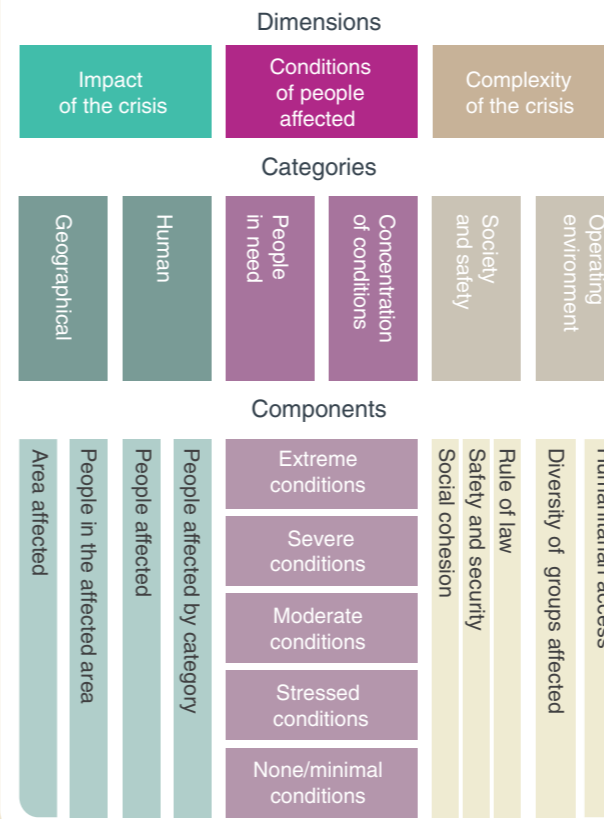 Dimensions
Impact
of the crisis
Conditions
of people
affected
Complexity
of the crisis
Categories
Geographical
Human
People
in need
Concentration
of conditions
Society
and safety
Operating
environment
Components
Area affected
People in the affected area
People affected
People affected by category
Extreme
conditions
Severe
conditions
Moderate
conditions
Stressed
conditions
None/minimal
conditions
Social cohesion
Safety and security
Rule of law
Diversity of groups affected
Humanitarian access